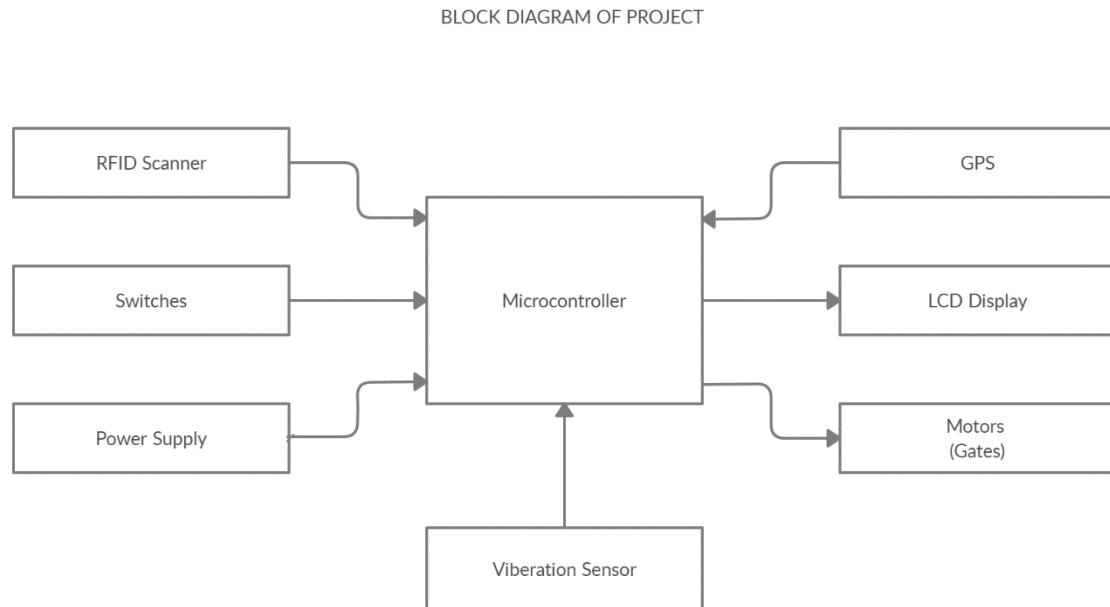 BLOCK DIAGRAM OF PROJECT
RFID Scanner
GPS
Switches
Microcontroller
LCD Display
Power Supply
Motors
(Gates)
Viberation Sensor